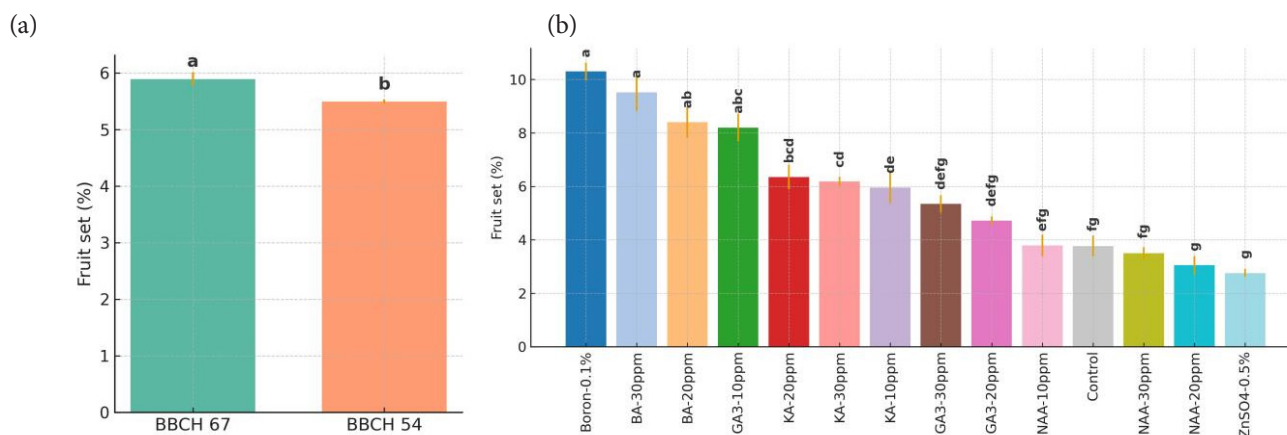 (a)
a
b
6
5
4
3
2
1
0
Fruit set (%)
BBCH 67
BBCH 54
(b)
a
a
ab
abc
bcd
cd
de
defg
defg
efg
fg
fg
g
g
10
8
6
4
2
0
Fruit set (%)
Boron-0.1%
BA-30ppm
BA-20ppm
GA3-10ppm
KA-20ppm
KA-30ppm
KA-10ppm
GA3-30ppm
GA3-20ppm
NAA-10ppm
Control
NAA-30ppm
NAA-20ppm
ZnSO4-0.5%